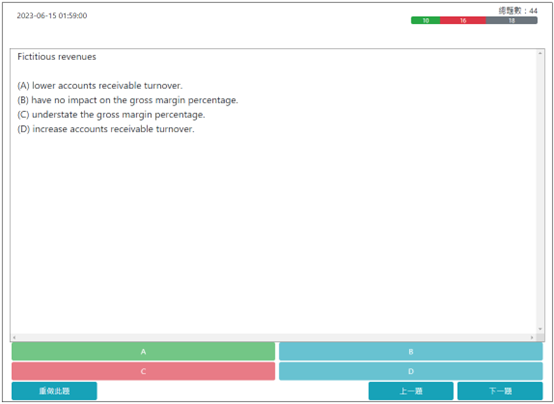 2023-06-15 01:59:00
總題數：44
10 16 18
Fictitious revenues
(A) lower accounts receivable turnover.
(B) have no impact on the gross margin percentage.
(C) understate the gross margin percentage.
(D) increase accounts receivable turnover.
A
B
C
D
重做此題
上一題
下一題